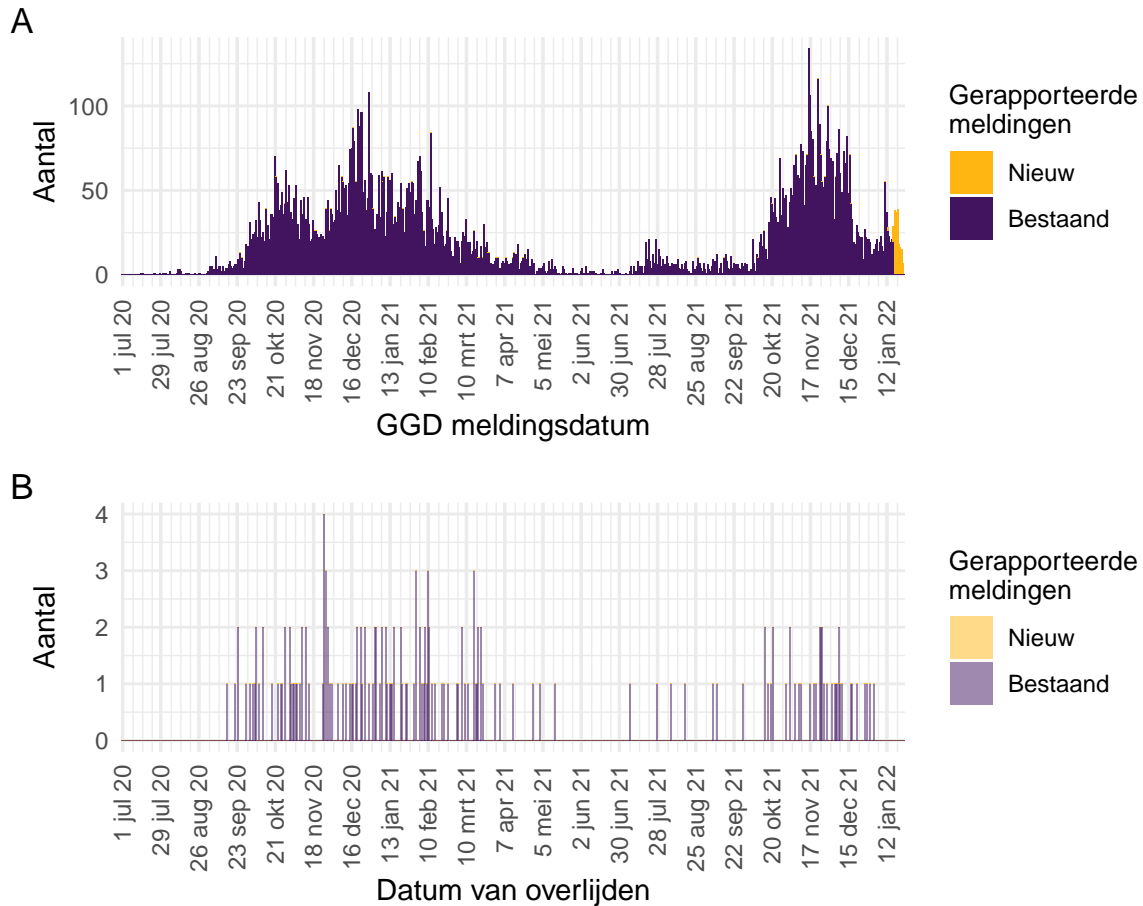 A
Aantal
100
50
0
1 jul 20
29 jul 20
26 aug 20
23 sep 20
21 okt 20
18 nov 20
16 dec 20
13 jan 21
10 feb 21
10 mrt 21
7 apr 21
5 mei 21
2 jun 21
30 jun 21
28 jul 21
25 aug 21
22 sep 21
20 okt 21
17 nov 21
15 dec 21
12 jan 22
GGD meldingsdatum
Gerapporteerde
meldingen
Nieuw
Bestaand
B
Aantal
4
3
2
1
0
1 jul 20
29 jul 20
26 aug 20
23 sep 20
21 okt 20
18 nov 20
16 dec 20
13 jan 21
10 feb 21
10 mrt 21
7 apr 21
5 mei 21
2 jun 21
30 jun 21
28 jul 21
25 aug 21
22 sep 21
20 okt 21
17 nov 21
15 dec 21
12 jan 22
Datum van overlijden
Gerapporteerde
meldingen
Nieuw
Bestaand